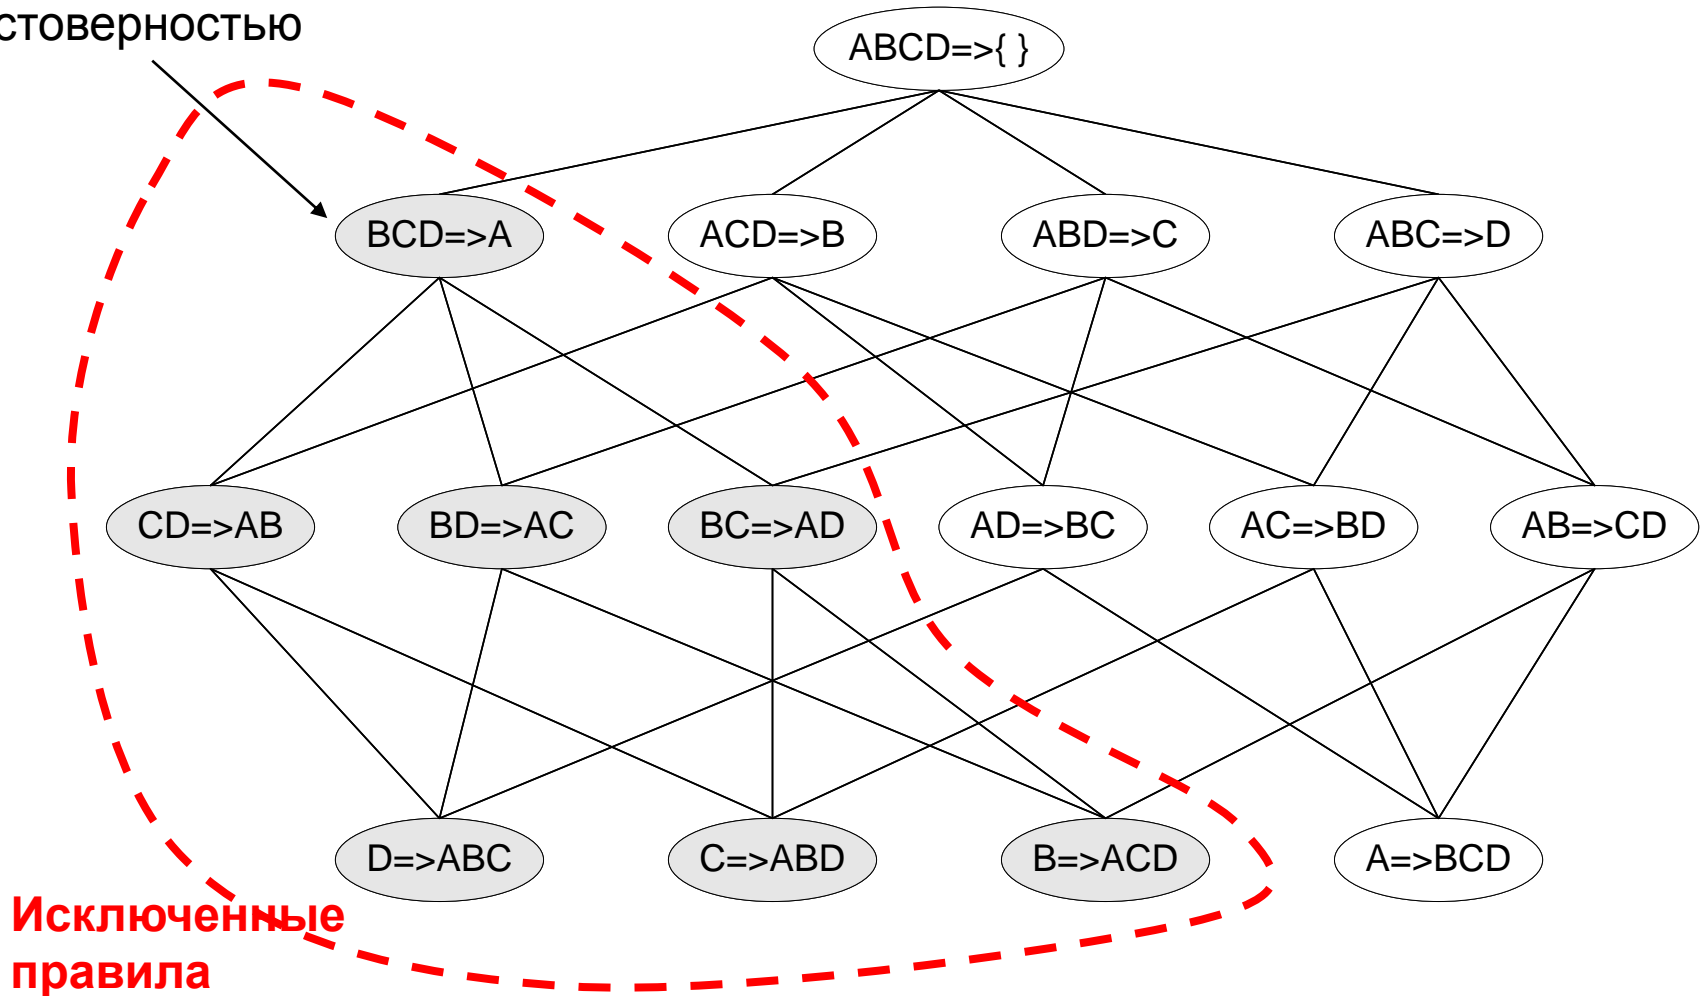 стоверностью
ABCD=>{ }
BCD=>A
ACD=>B
ABD=>C
ABC=>D
CD=>AB
BD=>AC
BC=>AD
AD=>BC
AC=>BD
AB=>CD
D=>ABC
C=>ABD
B=>ACD
A=>BCD
Исключенные
правила